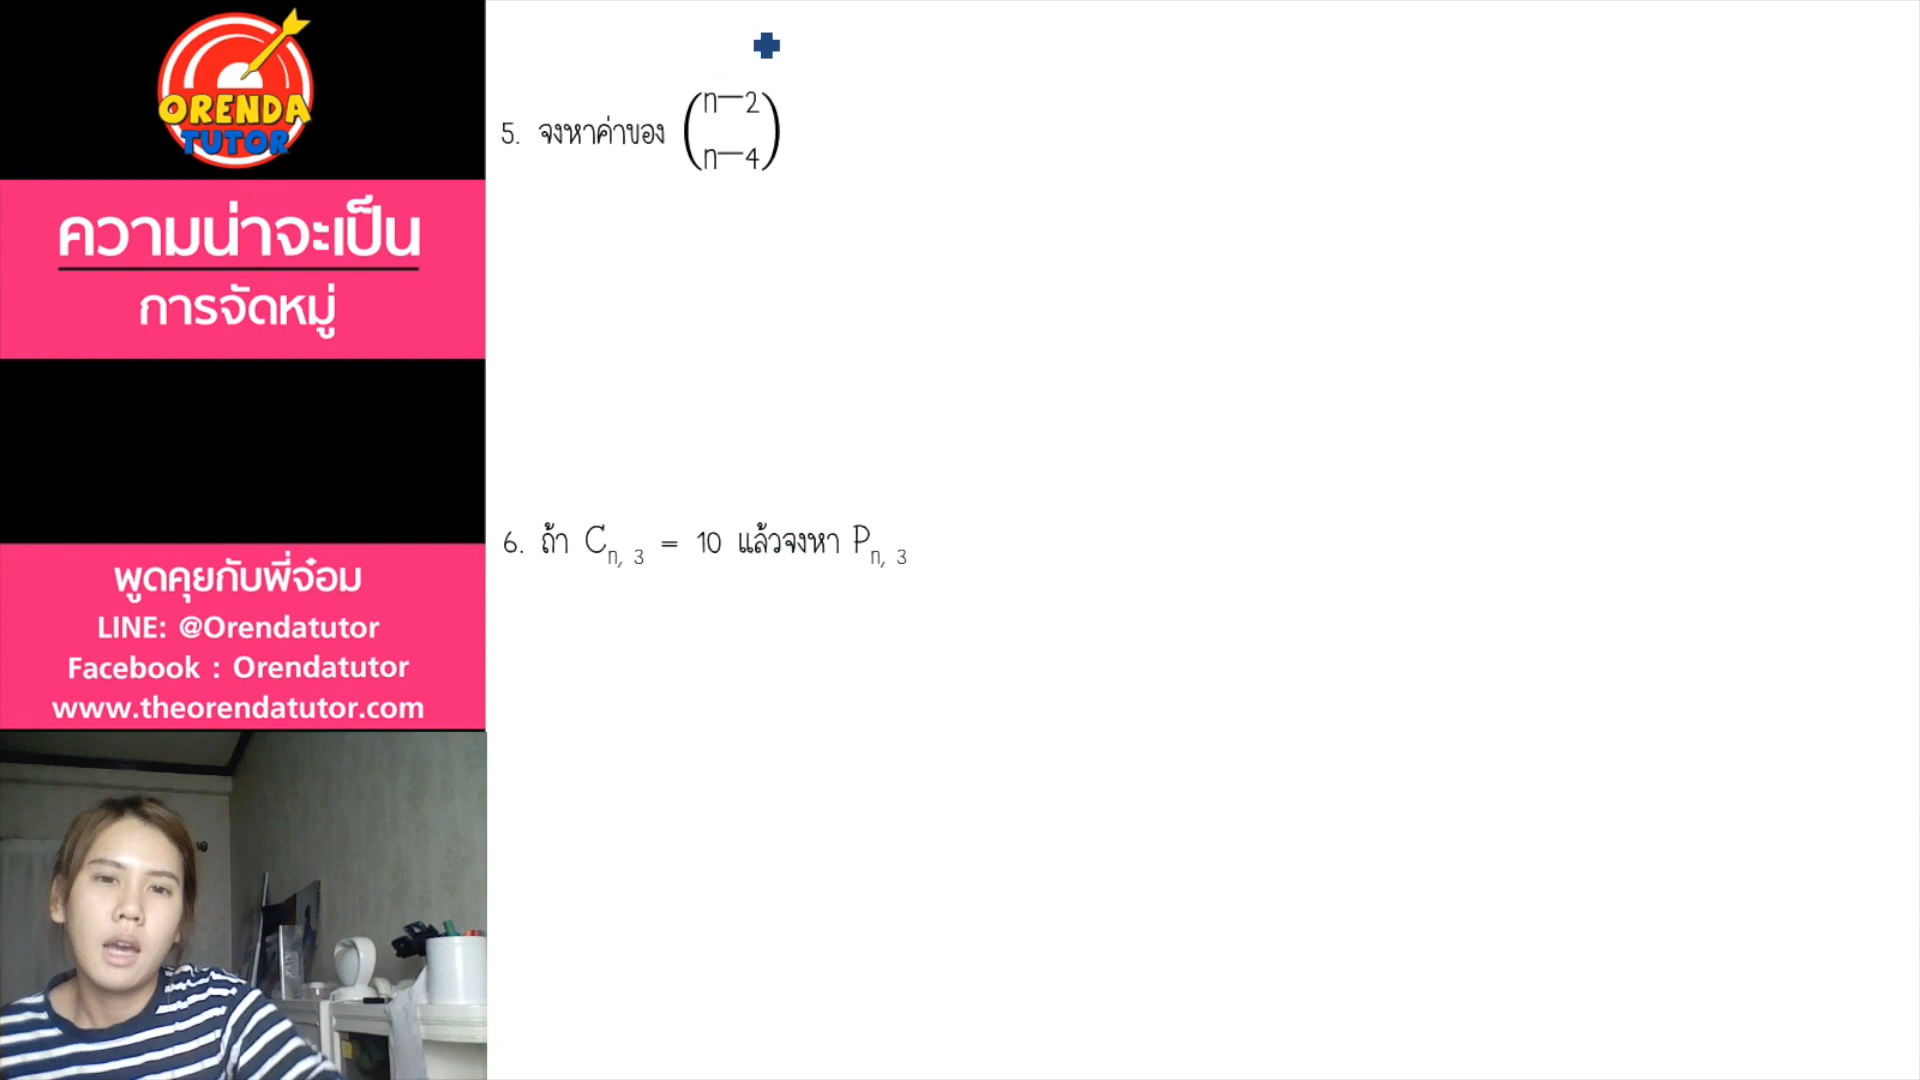 ORENDA
TUTOR
ความน่าจะเป็น
การจัดหมู่
พูดคุยกับพี่จ๋อม
LINE: @Orendatutor
Facebook : Orendatutor
www.theorendatutor.com
5. จงหาค่าของ (n—2 n—4)
6. ถ้า Cn, 3 = 10 แล้วจงหา Pn, 3